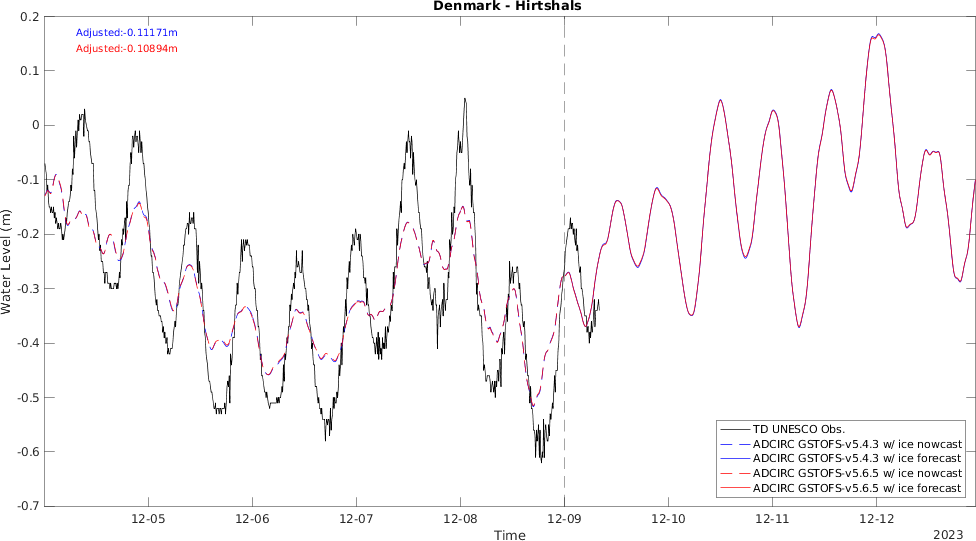 Denmark - Hirtshals
Adjusted:-0.11171m
Adjusted:-0.10894m
0.2
0.1
0
-0.1
-0.2
-0.3
-0.4
-0.5
-0.6
-0.7
Water Level (m)
TD UNESCO Obs.
ADCIRC GSTOFS-v5.4.3 w/ ice nowcast
ADCIRC GSTOFS-v5.4.3 w/ ice forecast
ADCIRC GSTOFS-v5.6.5 w/ ice nowcast
ADCIRC GSTOFS-v5.6.5 w/ ice forecast
12-05 12-06 12-07 12-08 12-09 12-10 12-11 12-12
Time
2023